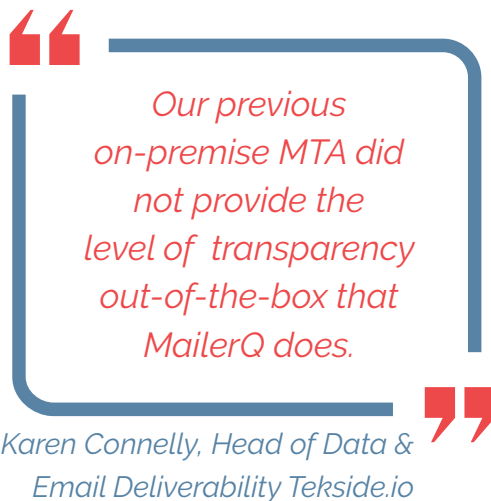 Our previous
on-premise MTA did
not provide the
level of transparency
out-of-the-box that
MailerQ does.
Karen Connelly, Head of Data &
Email Deliverability Tekside.io